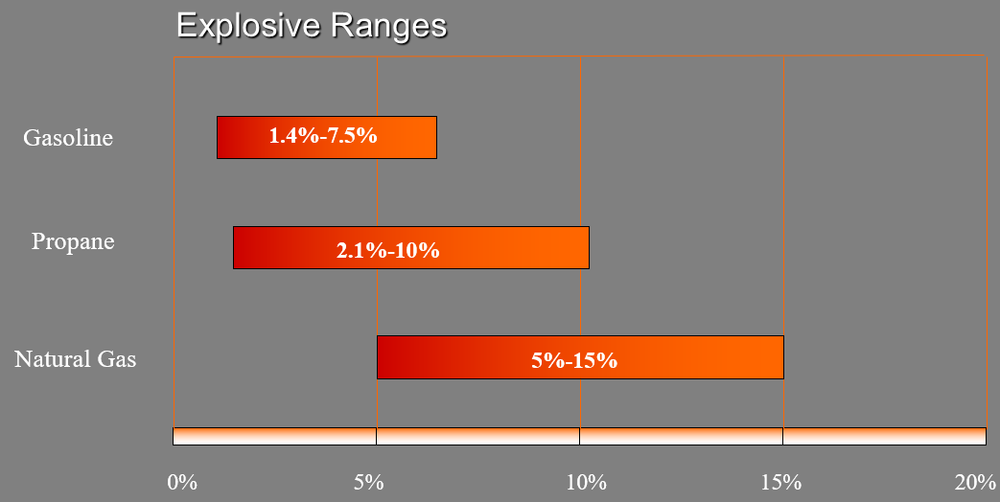 Explosive Ranges
Gasoline
1.4%-7.5%
Propane
2.1%-10%
Natural Gas
5%-15%
0% 5% 10% 15% 20%